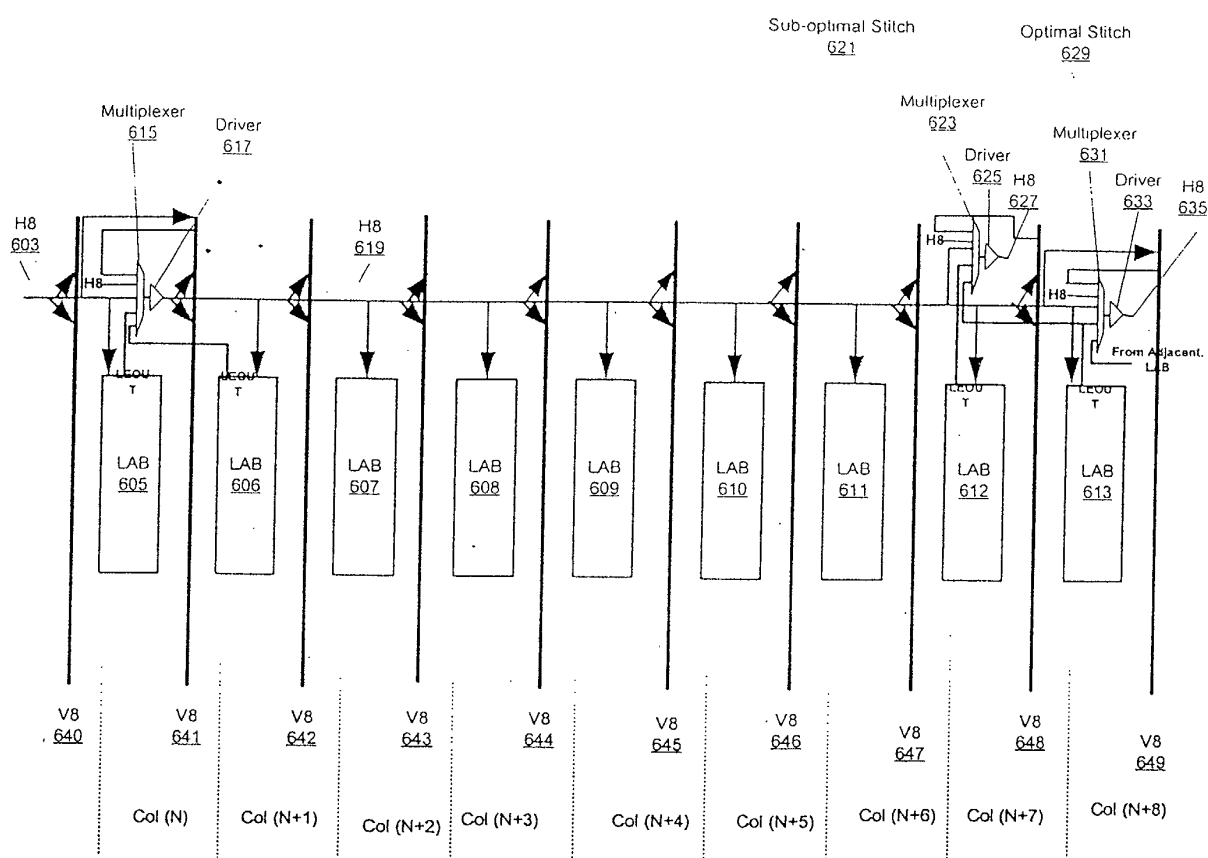 Sub-optimal Stitch
621
Optimal Stitch
629
Multiplexer
615
Driver
617
Multiplexer
623
Driver
625
H8
627
Multiplexer
631
Driver
633
H8
635
H8
603
H8
619
H8
H8
H8
From Adjacent.
LAB
LEOU
T
LEOU
T
LEOU
T
LEOU
T
LAB
605
LAB
606
LAB
607
LAB
608
LAB
609
LAB
610
LAB
611
LAB
612
LAB
613
V8
640
V8
641
V8
642
V8
643
V8
644
V8
645
V8
646
V8
647
V8
648
V8
649
Col (N)
Col (N+1)
Col (N+2)
Col (N+3)
Col (N+4)
Col (N+5)
Col (N+6)
Col (N+7)
Col (N+8)